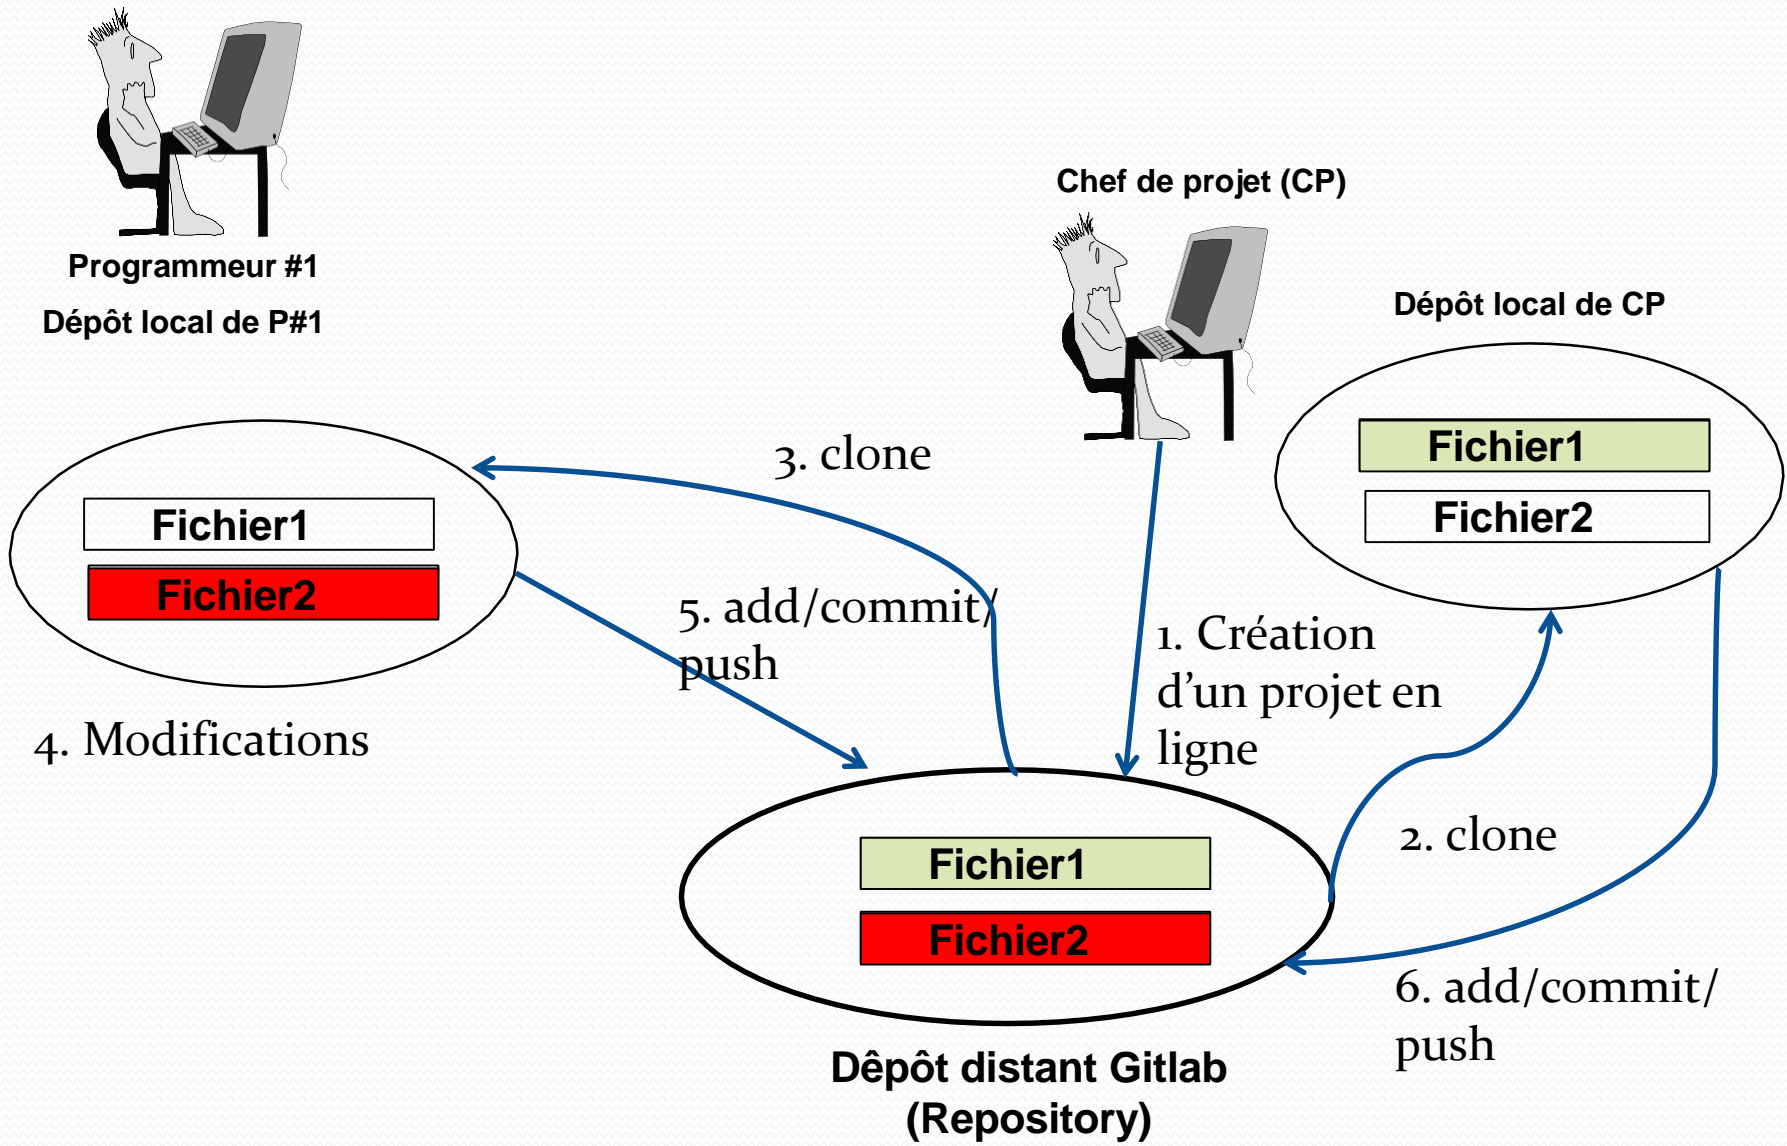 Programmeur #1
Dépôt local de P#1
Chef de projet (CP)
Dépôt local de CP
Fichier1
Fichier2
3. clone
Fichier1
Fichier2
5. add/commit/
push
4. Modifications
1. Création
d’un projet en
ligne
2. clone
Fichier1
Fichier2
6. add/commit/
push
Dêpôt distant Gitlab
(Repository)